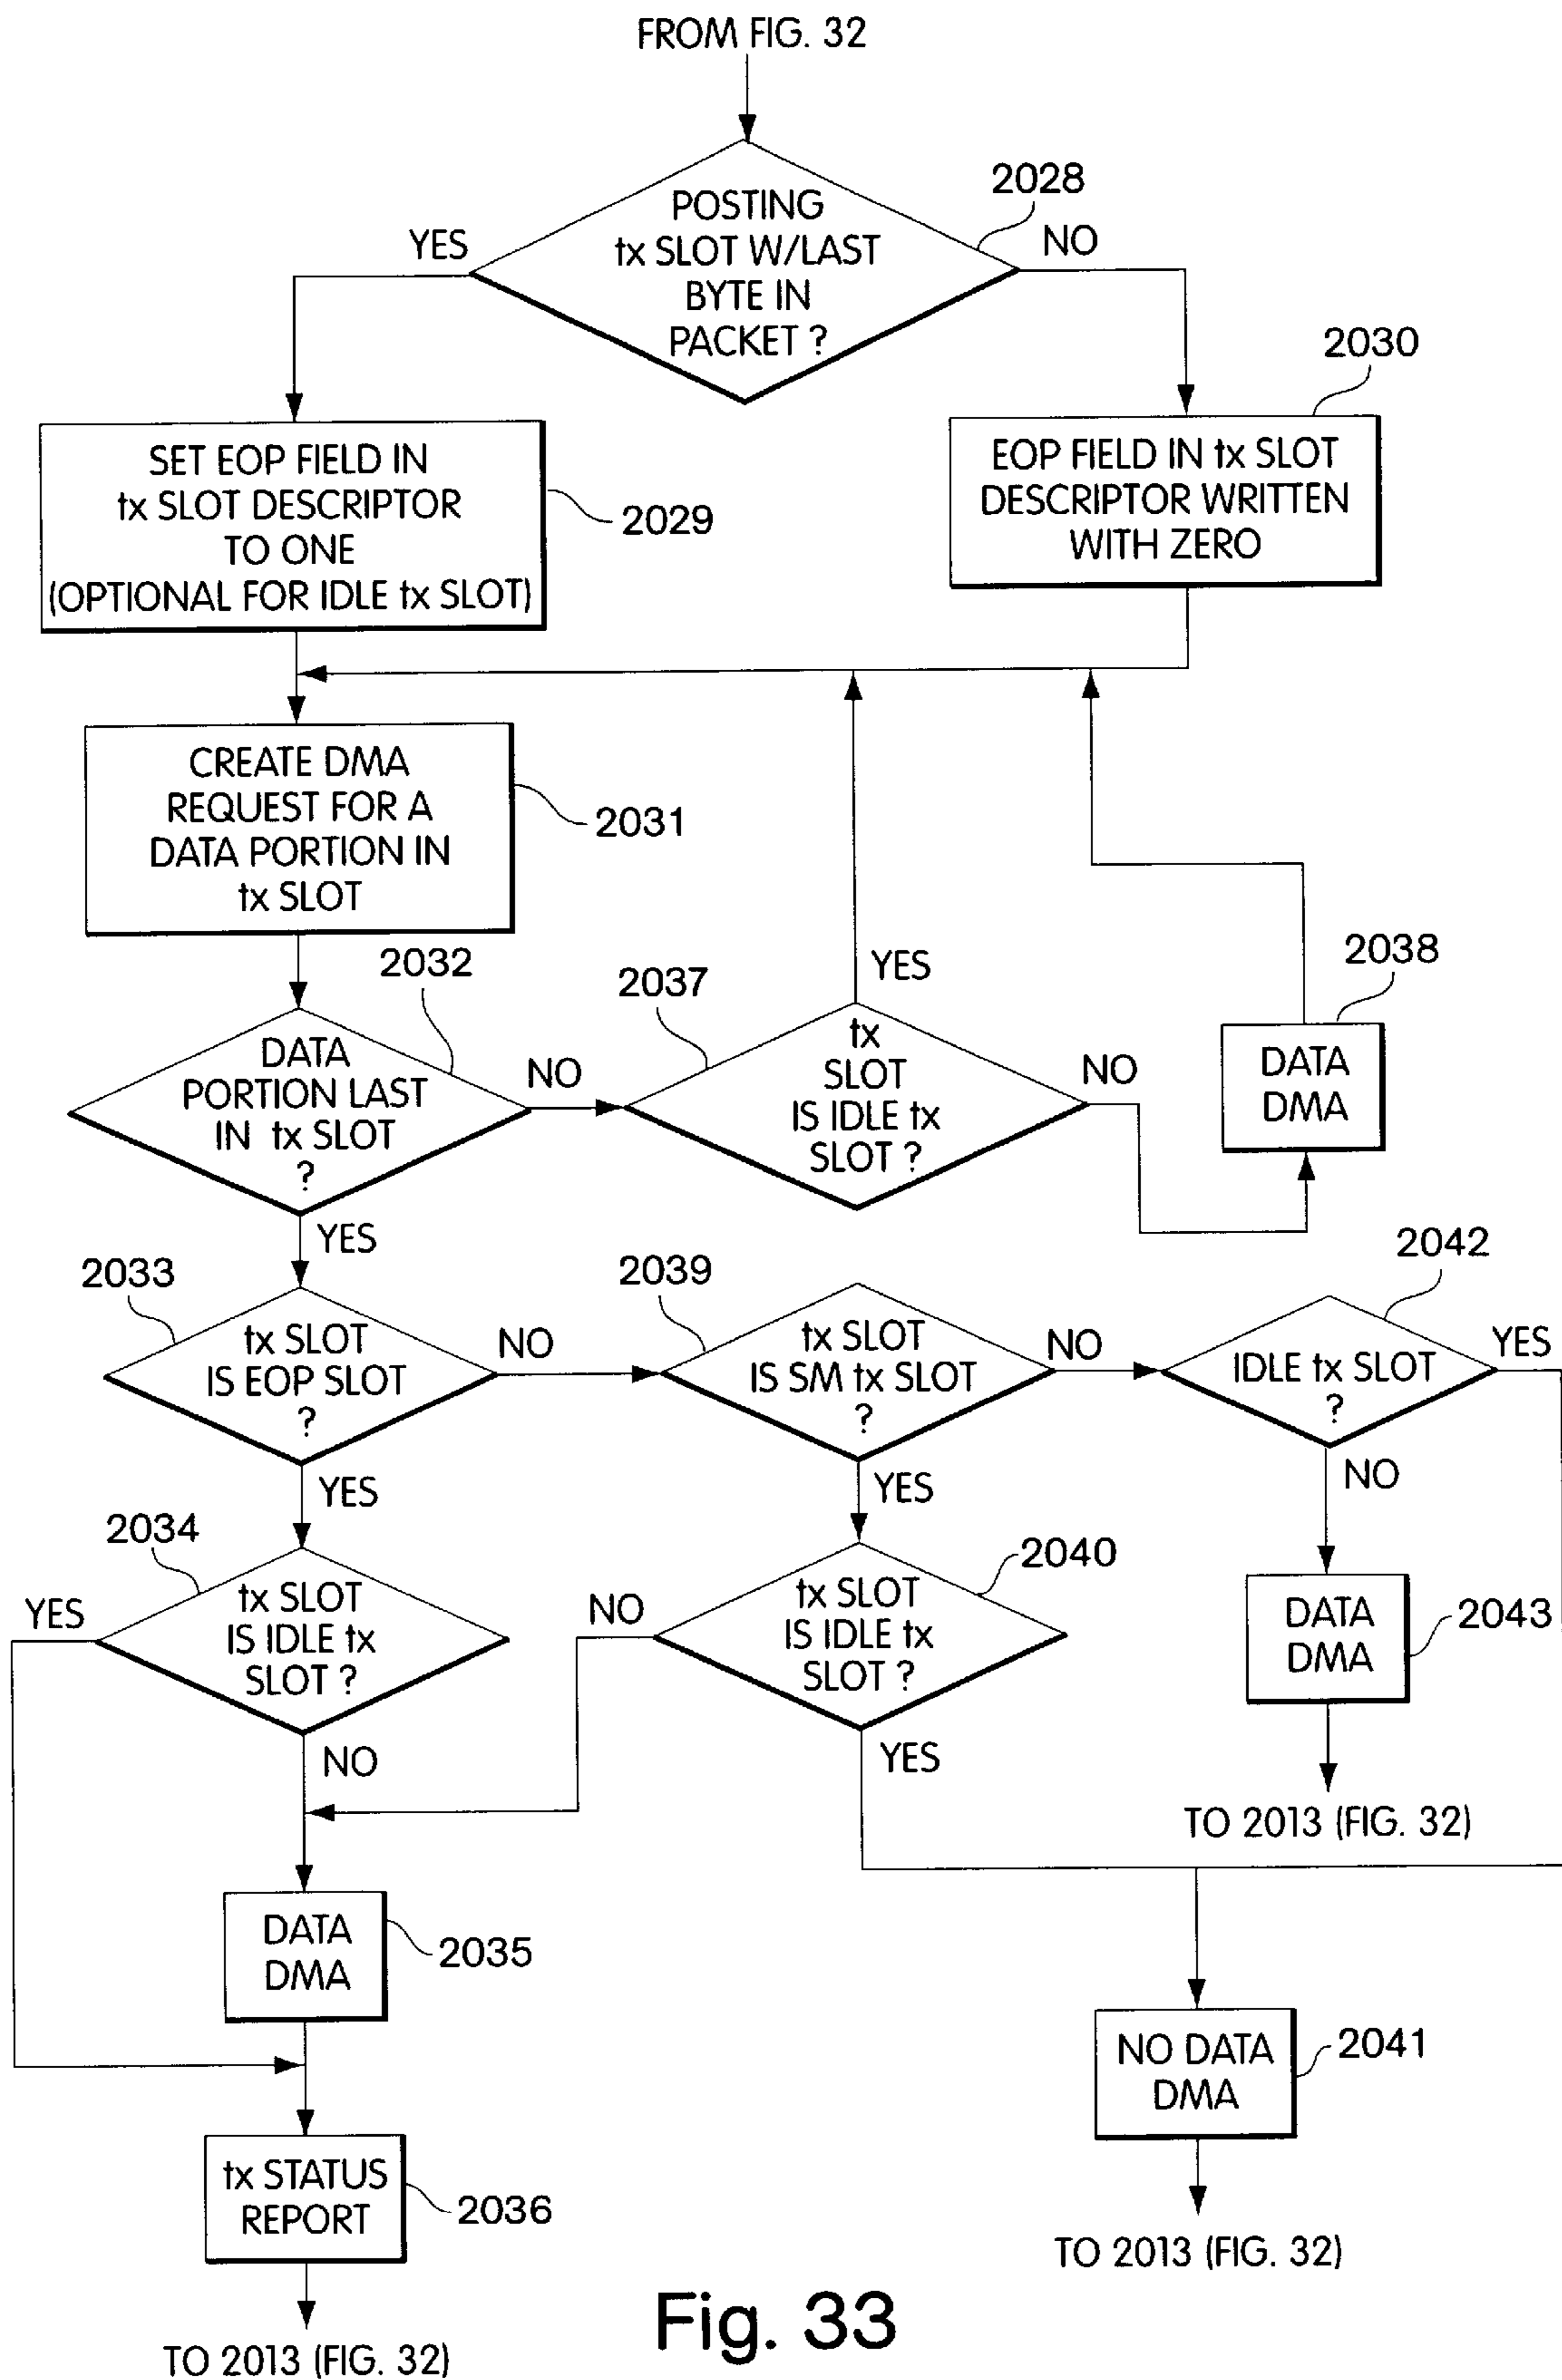 FROM FIG. 32
2028
POSTING
tx SLOT W/LAST
BYTE IN
PACKET ?
YES
NO
2030
SET EOP FIELD IN
tx SLOT DESCRIPTOR
TO ONE
(OPTIONAL FOR IDLE tx SLOT)
2029
EOP FIELD IN tx SLOT
DESCRIPTOR WRITTEN
WITH ZERO
CREATE DMA
REQUEST FOR A
DATA PORTION IN
tx SLOT
2031
2032
DATA
PORTION LAST
IN tx SLOT
?
NO
YES
2037
YES
tx
SLOT
IS IDLE tx
SLOT ?
NO
2038
DATA
DMA
2033
tx SLOT
IS EOP SLOT
?
NO
YES
2039
tx SLOT
IS SM tx SLOT
?
NO
YES
2042
IDLE tx SLOT
?
YES
NO
2034
YES
tx SLOT
IS IDLE tx
SLOT ?
NO
2040
NO
tx SLOT
IS IDLE tx
SLOT ?
YES
DATA
DMA
2043
TO 2013 (FIG. 32)
DATA
DMA
2035
NO DATA
DMA
2041
tx STATUS
REPORT
2036
TO 2013 (FIG. 32)
TO 2013 (FIG. 32)
Fig. 33